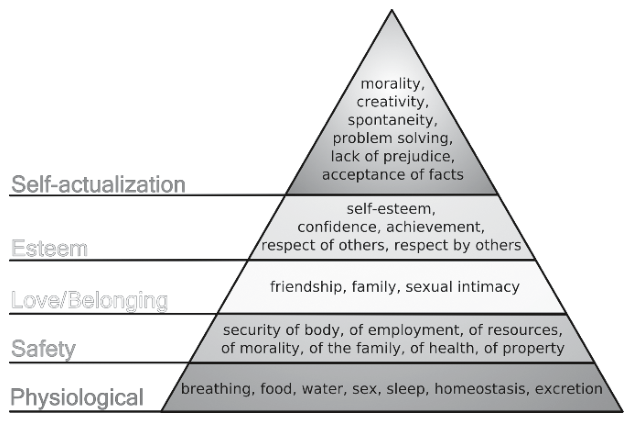 morality,
creativity,
spontaneity,
problem solving,
lack of prejudice,
acceptance of facts
Self-actualization
self-esteem,
confidence, achievement,
respect of others, respect by others
Esteem
friendship, family, sexual intimacy
Love/Belonging
security of body, of employment, of resources,
of morality, of the family, of health, of property
Safety
breathing, food, water, sex, sleep, homeostasis, excretion
Physiological